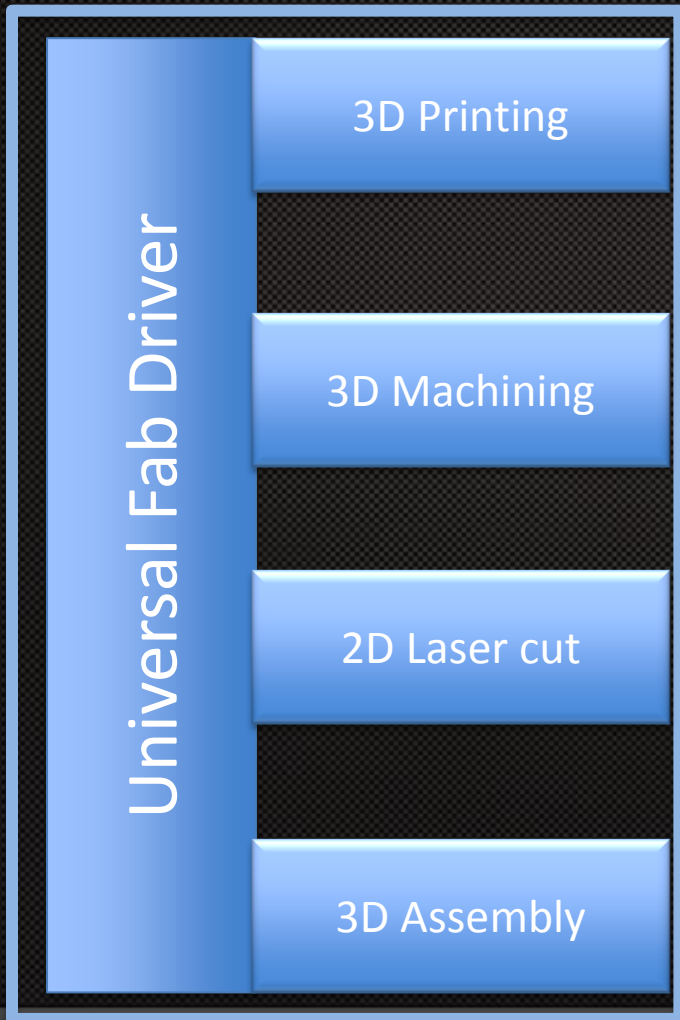 Universal Fab Driver
3D Printing
3D Machining
2D Laser cut
3D Assembly